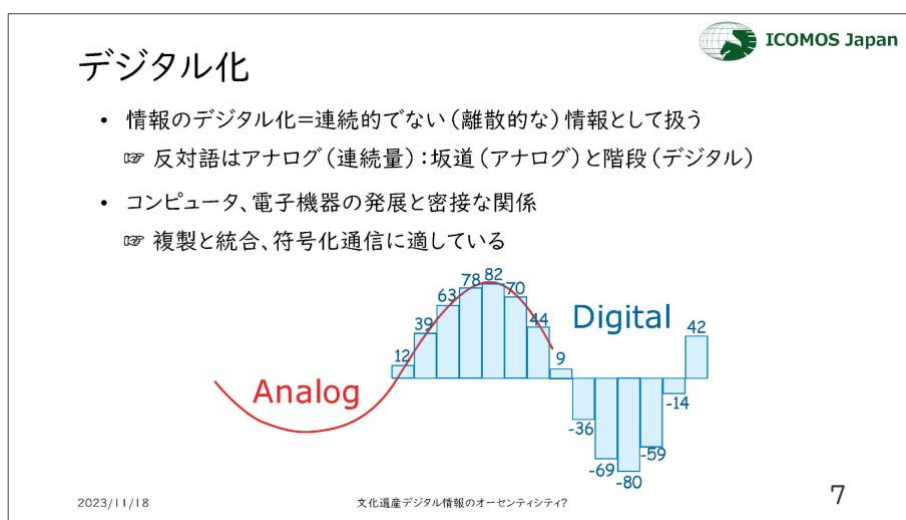 ICOMOS Japan
デジタル化
• 情報のデジタル化=連続的でない(離散的な)情報として扱う
☞ 反対語はアナログ(連続量):坂道(アナログ)と階段(デジタル)
• コンピュータ、電子機器の発展と密接な関係
☞ 複製と統合、符号化通信に適している
12
39
63
78
82
70
44
9
-36
-69
-80
-59
-14
42
Analog
Digital
2023/11/18
文化遺産デジタル情報のオーセンティシティ?
7